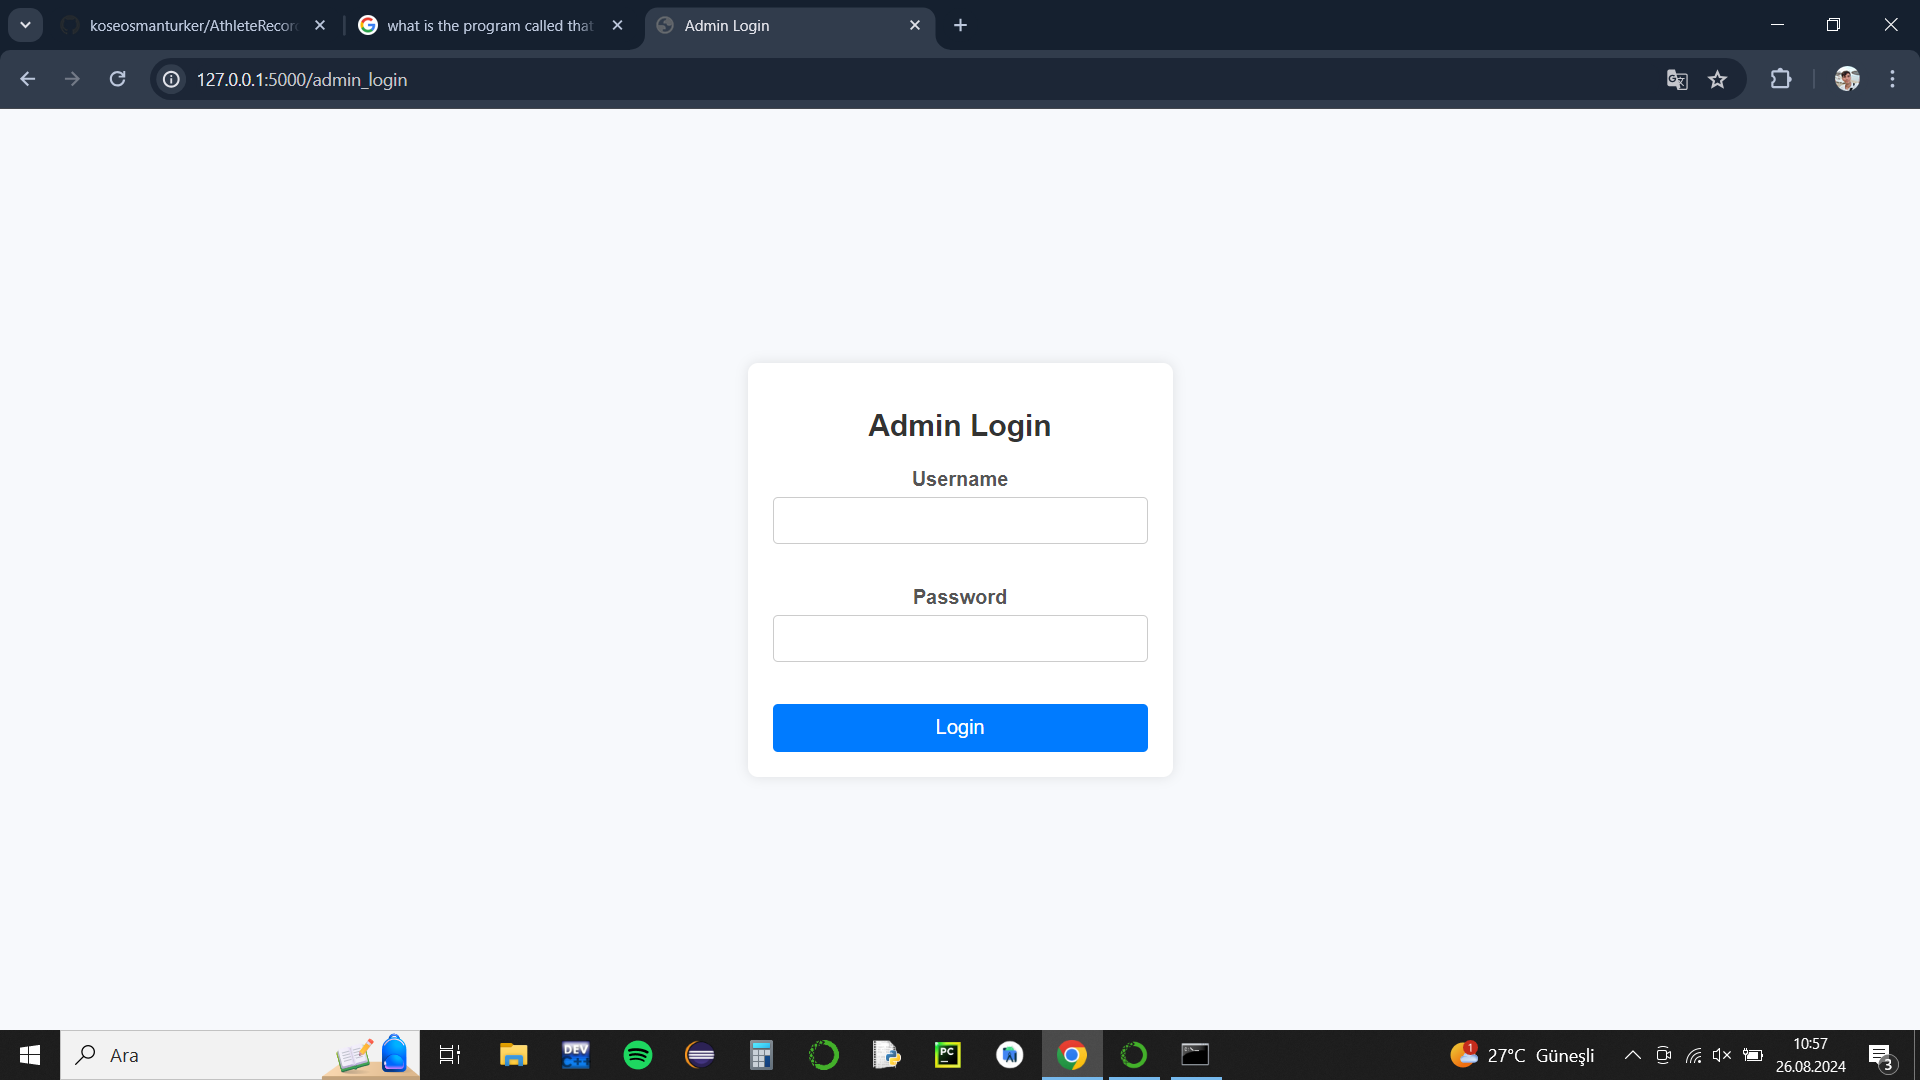 koseosmanturker/AthleteRecor
what is the program called that
Admin Login
127.0.0.1:5000/admin_login
Admin Login
Username
Password
Login
Ara
DEV
C++
PC
1
27°C Güneşli
10:57
26.08.2024
3